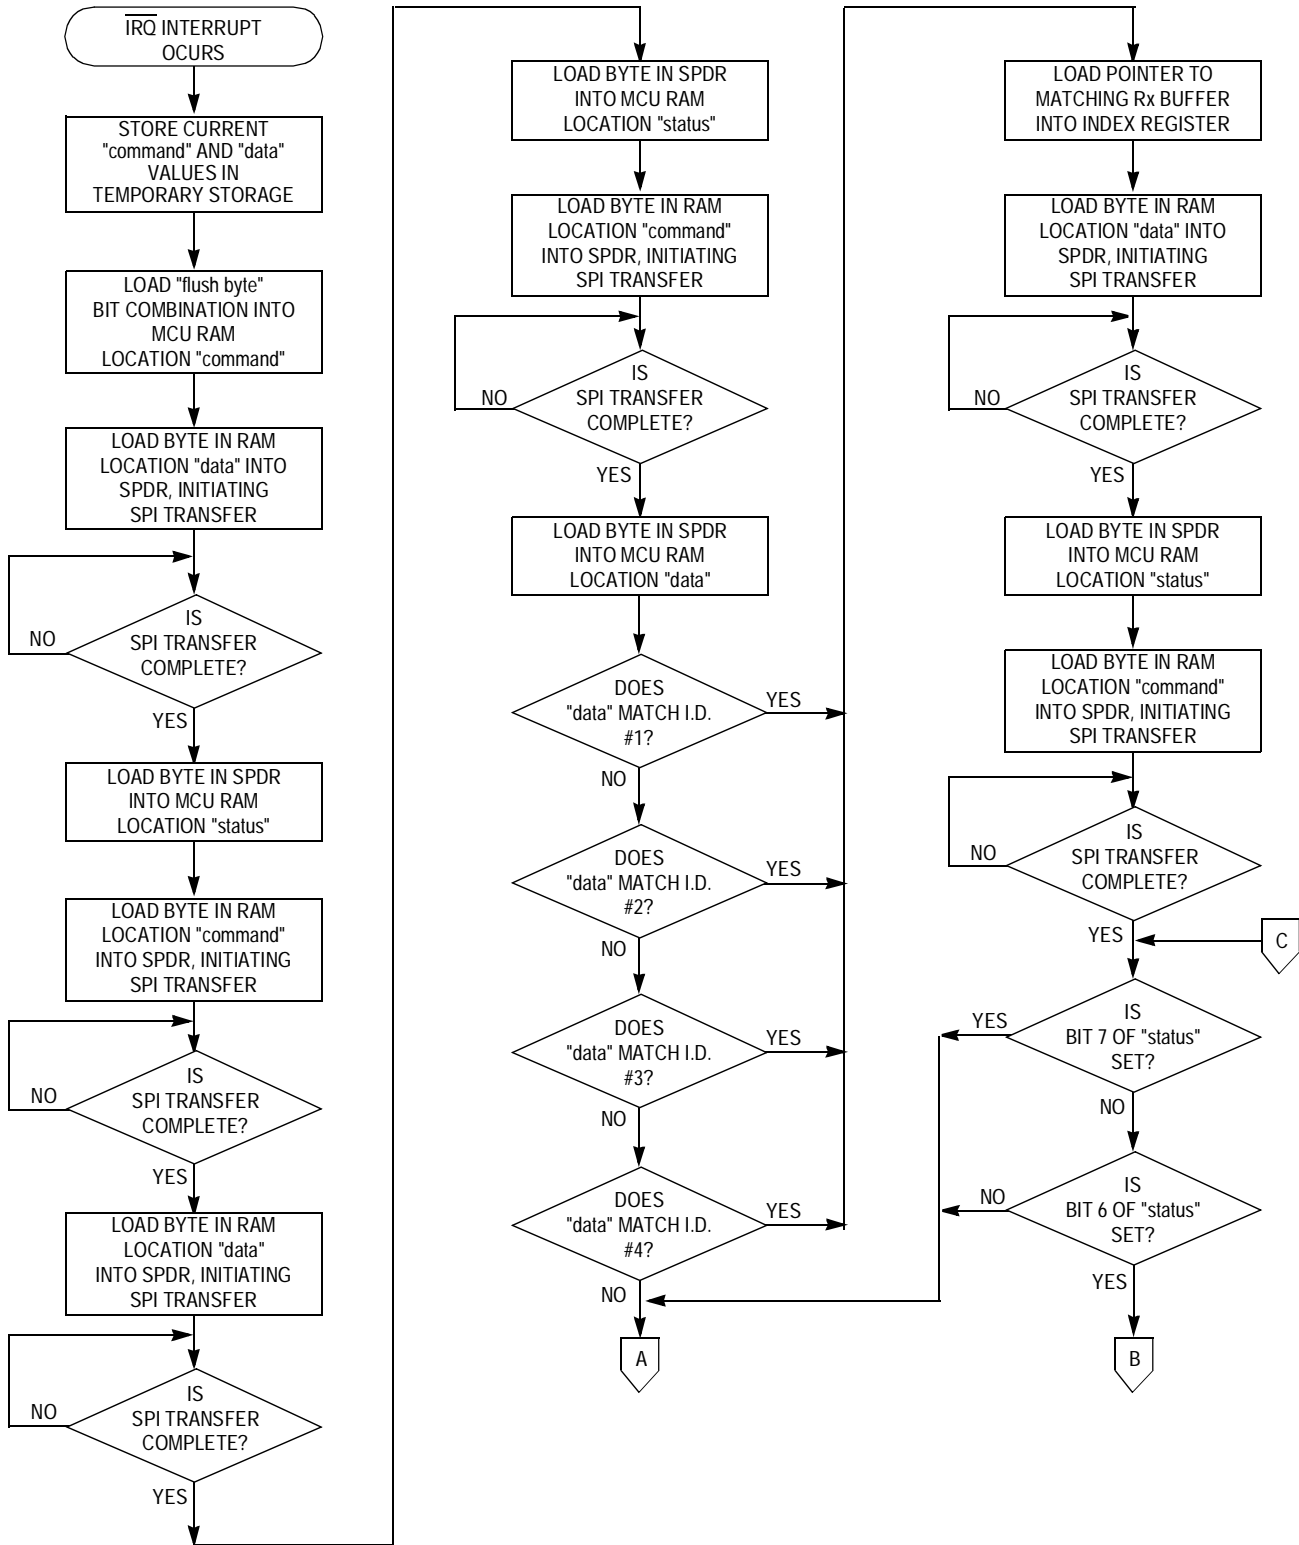 IRQ INTERRUPT
OCURS
STORE CURRENT
"command" AND "data"
VALUES IN
TEMPORARY STORAGE
LOAD "flush byte"
BIT COMBINATION INTO
MCU RAM
LOCATION "command"
LOAD BYTE IN RAM
LOCATION "data" INTO
SPDR, INITIATING
SPI TRANSFER
IS
SPI TRANSFER
COMPLETE?
NO
YES
LOAD BYTE IN SPDR
INTO MCU RAM
LOCATION "status"
LOAD BYTE IN RAM
LOCATION "command"
INTO SPDR, INITIATING
SPI TRANSFER
IS
SPI TRANSFER
COMPLETE?
NO
YES
LOAD BYTE IN RAM
LOCATION "data"
INTO SPDR, INITIATING
SPI TRANSFER
IS
SPI TRANSFER
COMPLETE?
NO
YES
LOAD BYTE IN SPDR
INTO MCU RAM
LOCATION "status"
LOAD BYTE IN RAM
LOCATION "command"
INTO SPDR, INITIATING
SPI TRANSFER
IS
SPI TRANSFER
COMPLETE?
NO
YES
LOAD BYTE IN SPDR
INTO MCU RAM
LOCATION "data"
DOES
"data" MATCH I.D.
#1?
YES
NO
DOES
"data" MATCH I.D.
#2?
YES
NO
DOES
"data" MATCH I.D.
#3?
YES
NO
DOES
"data" MATCH I.D.
#4?
YES
NO
A
LOAD POINTER TO
MATCHING Rx BUFFER
INTO INDEX REGISTER
LOAD BYTE IN RAM
LOCATION "data" INTO
SPDR, INITIATING
SPI TRANSFER
IS
SPI TRANSFER
COMPLETE?
NO
YES
LOAD BYTE IN SPDR
INTO MCU RAM
LOCATION "status"
LOAD BYTE IN RAM
LOCATION "command"
INTO SPDR, INITIATING
SPI TRANSFER
IS
SPI TRANSFER
COMPLETE?
NO
YES
C
IS
BIT 7 OF "status"
SET?
YES
NO
IS
BIT 6 OF "status"
SET?
NO
YES
B